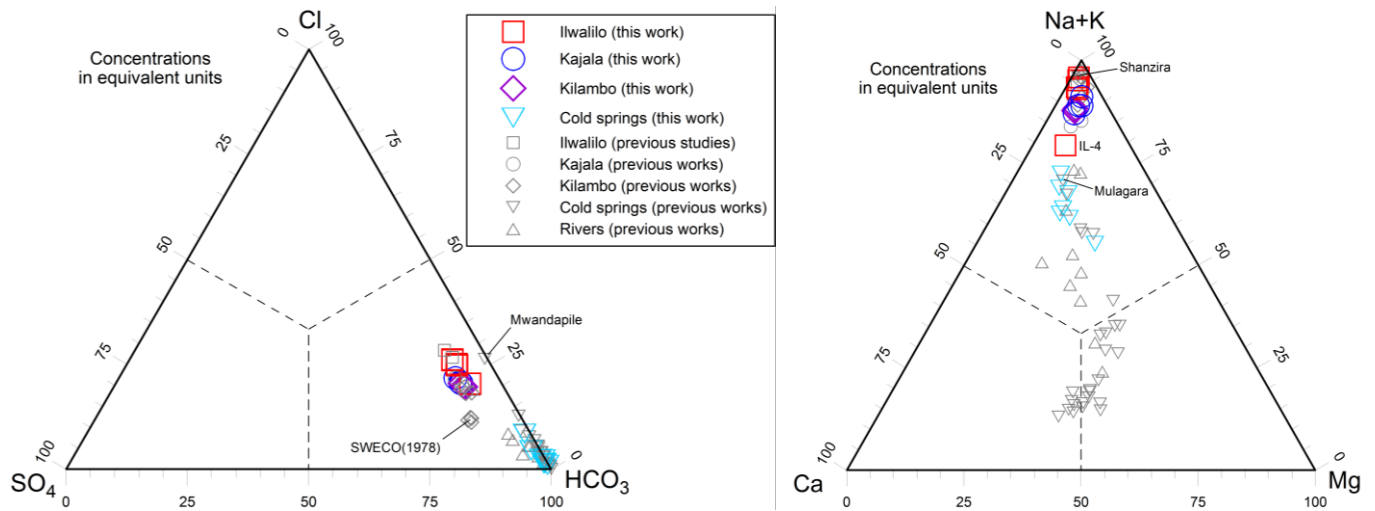 Cl
0
100
Concentrations
in equivalent units
25
75
50
50
75
25
100
0
Mwandapile
SWECO(1978)
SO4
HCO3
0
25
50
75
100
Ilwalilo (this work)
Kajala (this work)
Kilambo (this work)
Cold springs (this work)
Ilwalilo (previous studies)
Kajala (previous works)
Kilambo (previous works)
Cold springs (previous works)
Rivers (previous works)
Na+K
0
100
Concentrations
in equivalent units
Shanzira
25
75
IL-4
Mulagara
50
50
75
25
100
0
Ca
Mg
0
25
50
75
100